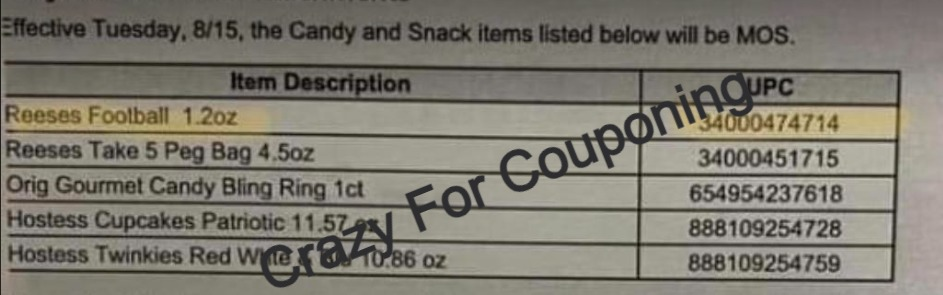 Effective Tuesday, 8/15, the Candy and Snack items listed below will be MOS.
Item Description UPC
Reeses Football 1.2oz 34000474714
Reeses Take 5 Peg Bag 4.5oz 34000451715
Orig Gourmet Candy Bling Ring 1ct 654954237618
Hostess Cupcakes Patriotic 11.57 oz 888109254728
Hostess Twinkies Red White 10.86 oz 888109254759
Crazy For Couponing